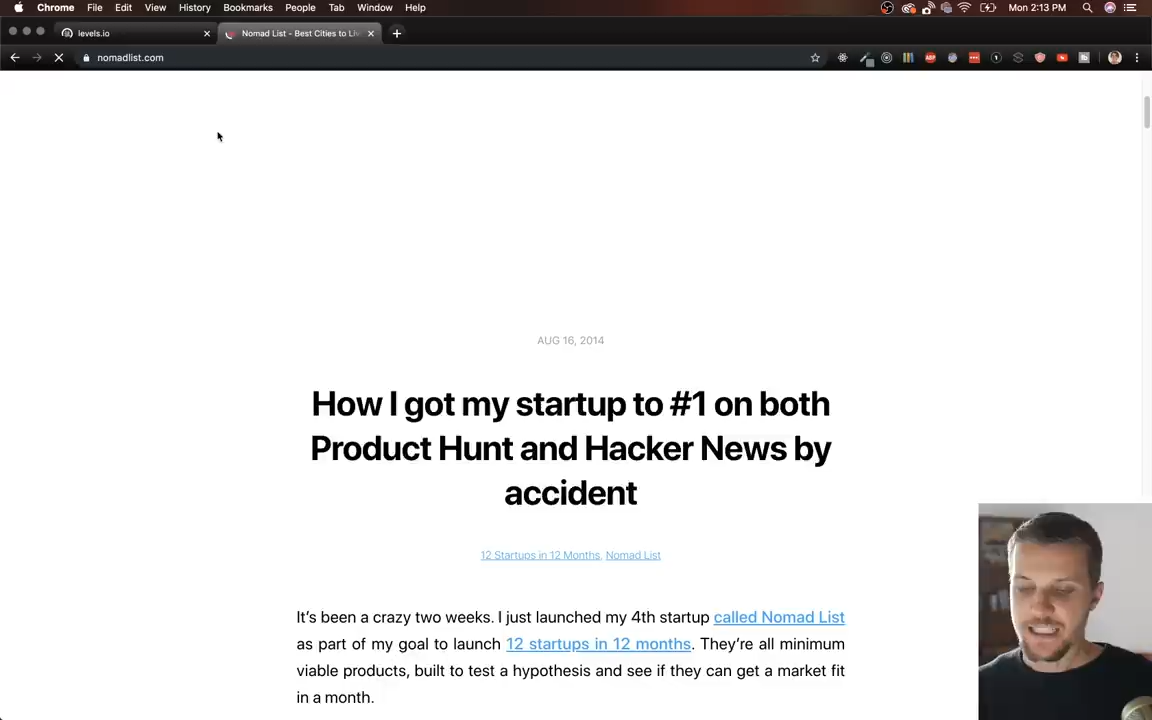 Chrome File Edit View History Bookmarks People Tab Window Help Mon 2:13 PM
levels.io Nomad List - Best Cities to Liv
nomadlist.com
AUG 16, 2014
How I got my startup to #1 on both
Product Hunt and Hacker News by
accident
12 Startups in 12 Months, Nomad List
It's been a crazy two weeks. I just launched my 4th startup called Nomad List
as part of my goal to launch 12 startups in 12 months. They're all minimum
viable products, built to test a hypothesis and see if they can get a market fit
in a month.